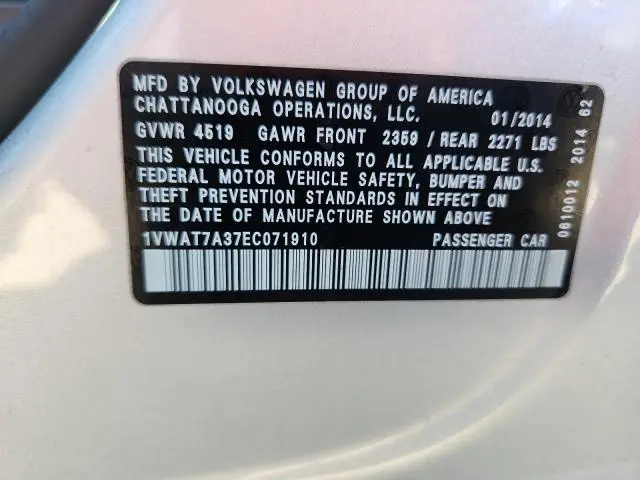 MFD BY VOLKSWAGEN GROUP OF AMERICA
CHATTANOOGA OPERATIONS, LLC. 01/2014
GVWR 4519 GAWR FRONT 2359 / REAR 2271 LBS
THIS VEHICLE CONFORMS TO ALL APPLICABLE U.S.
FEDERAL MOTOR VEHICLE SAFETY, BUMPER AND
THEFT PREVENTION STANDARDS IN EFFECT ON
THE DATE OF MANUFACTURE SHOWN ABOVE.
1VWAT7A37EC071910 PASSENGER CAR
0610012 2014 62